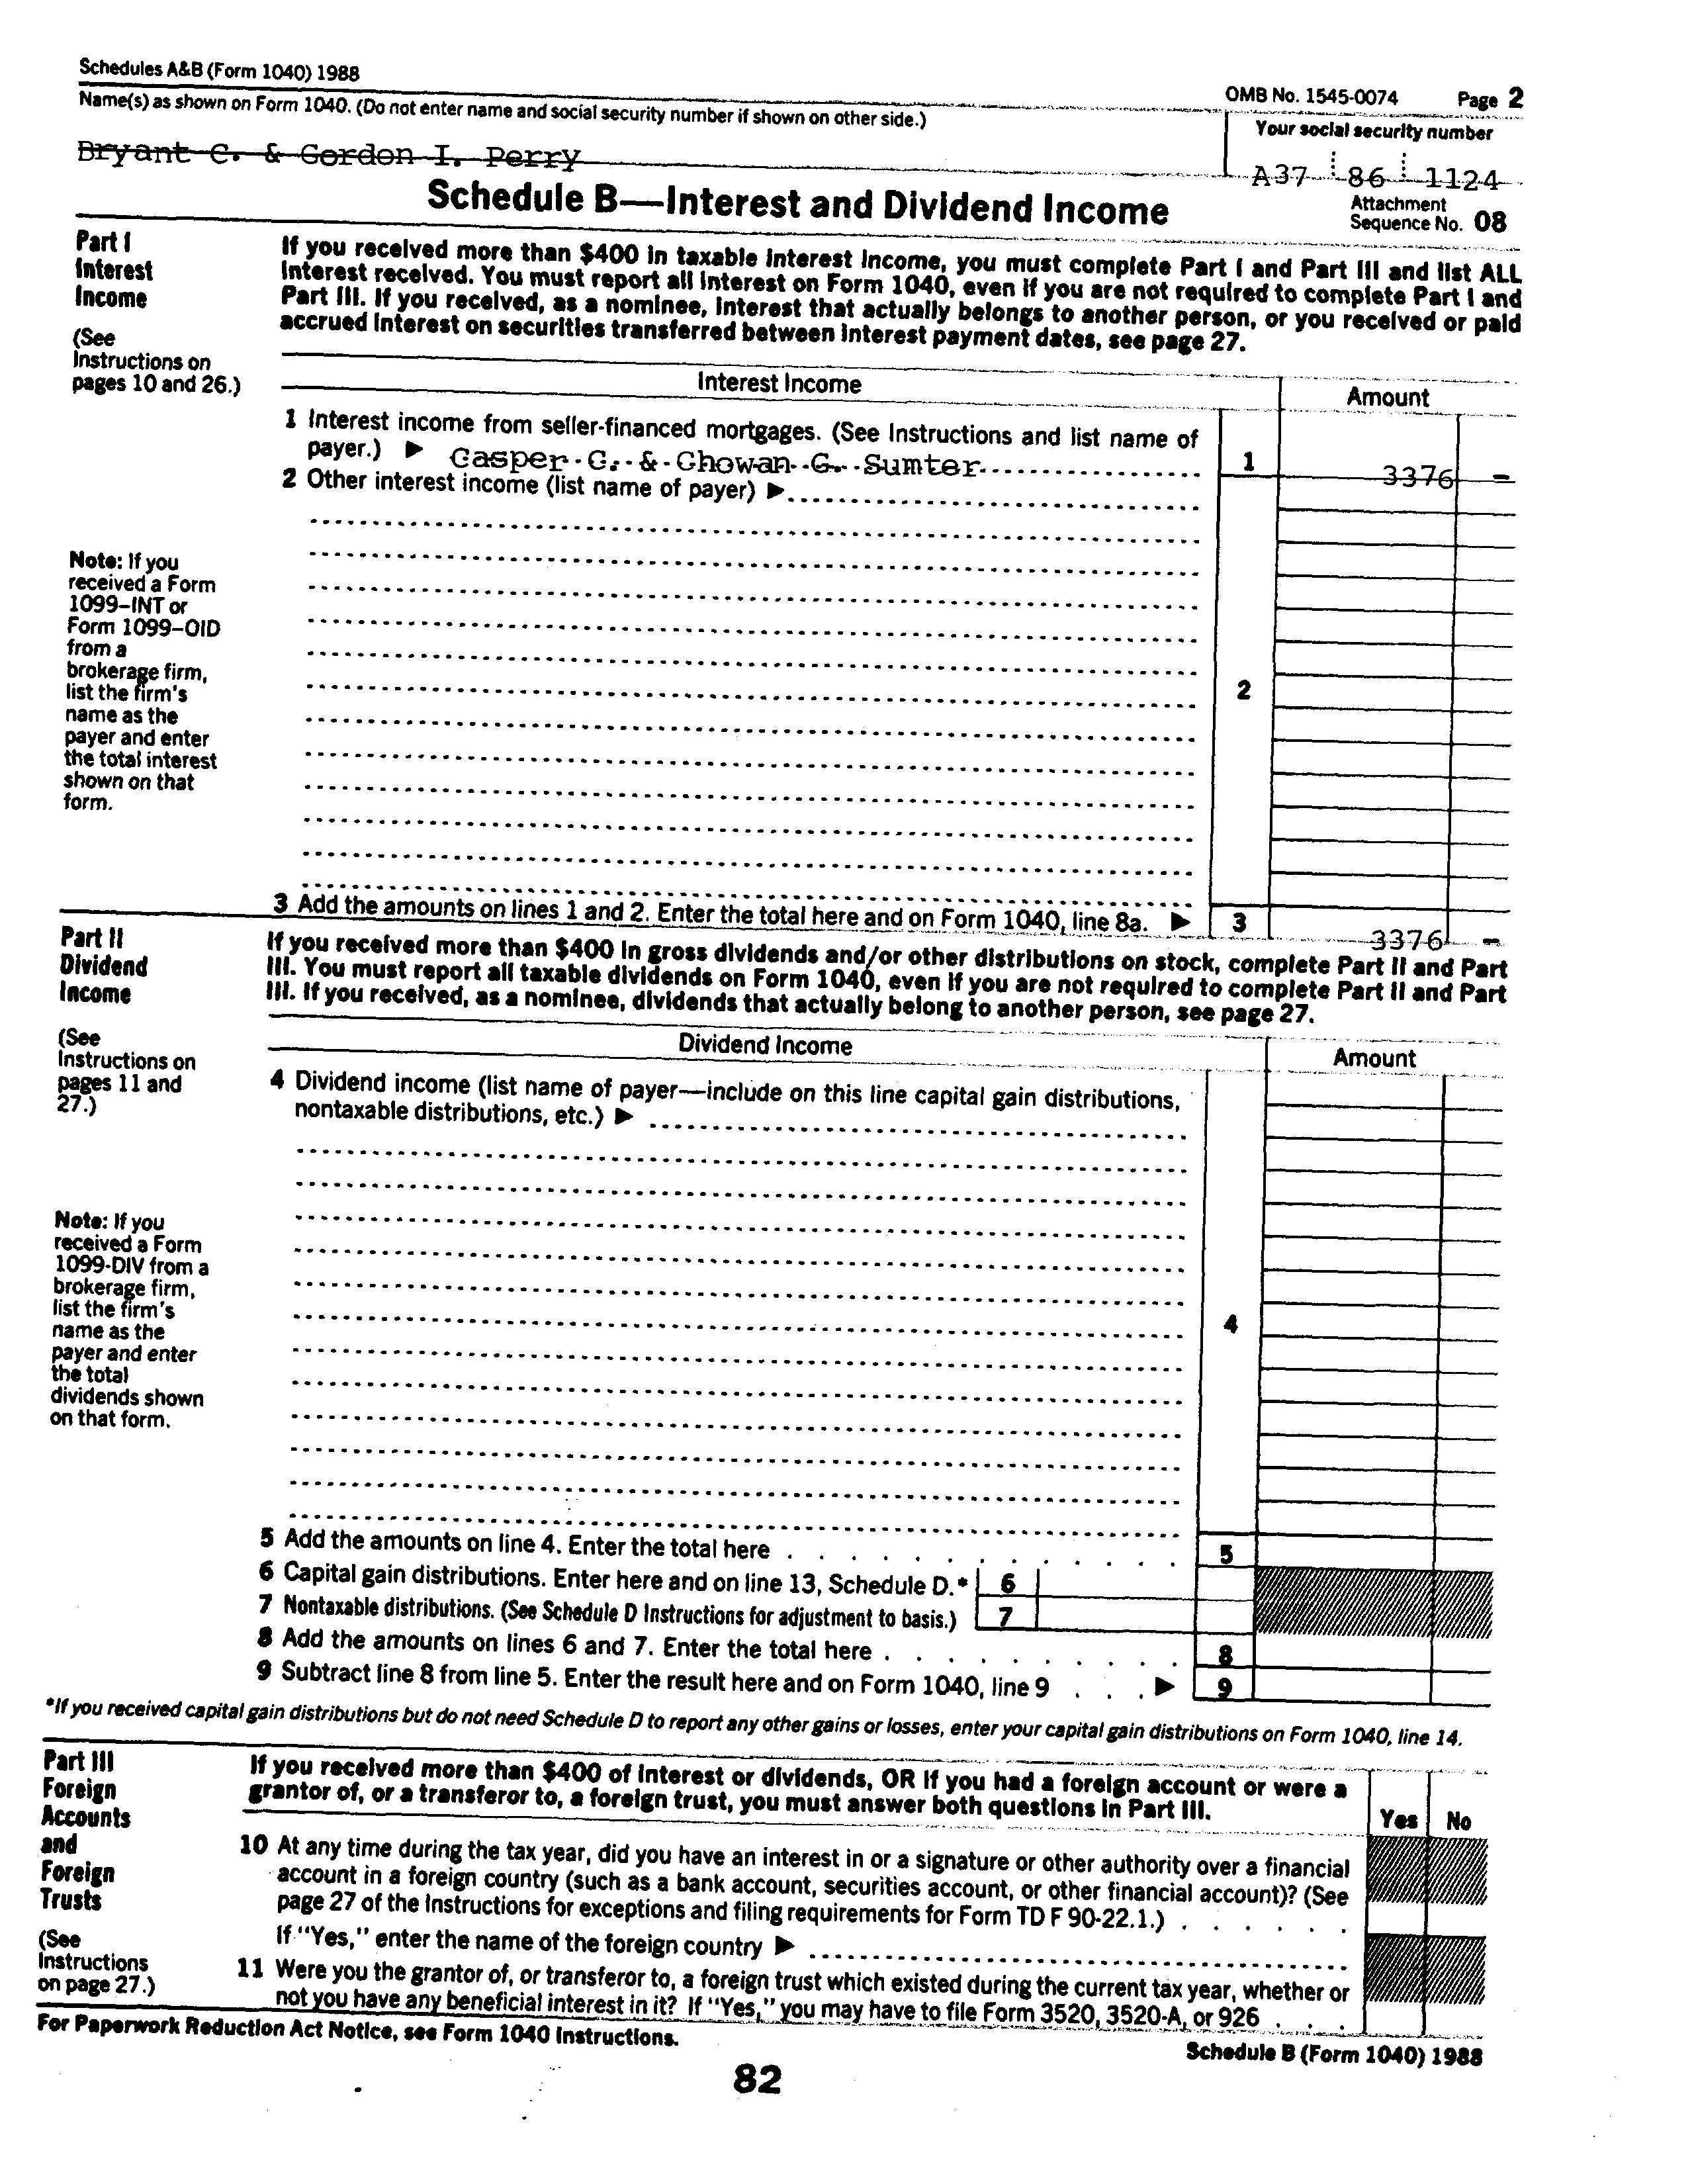 Schedules A&B (Form 1040) 1988
OMB No. 1545-0074 Page 2
Name(s) as shown on Form 1040. (Do not enter name and social security number if shown on other side.)
Your social security number
Bryant C. & Gordon I. Perry
A37 86 1124
Schedule B—Interest and Dividend Income
Attachment
Sequence No. 08
Part I
Interest
Income
(See
Instructions on
pages 10 and 26.)
If you received more than $400 in taxable interest income, you must complete Part I and Part III and list ALL
interest received. You must report all interest on Form 1040, even if you are not required to complete Part I and
Part III. If you received, as a nominee, interest that actually belongs to another person, or you received or paid
accrued interest on securities transferred between interest payment dates, see page 27.
Interest Income
Amount
1 Interest income from seller-financed mortgages. (See Instructions and list name of
payer.) ▶ Casper C. & Chowan G. Sumter
1 3376 –
2 Other interest income (list name of payer) ▶
Note: If you
received a Form
1099–INT or
Form 1099–OID
from a
brokerage firm,
list the firm's
name as the
payer and enter
the total interest
shown on that
form.
2
3 Add the amounts on lines 1 and 2. Enter the total here and on Form 1040, line 8a. ▶ 3 3376 –
Part II
Dividend
Income
(See
Instructions on
pages 11 and
27.)
If you received more than $400 in gross dividends and/or other distributions on stock, complete Part II and Part
III. You must report all taxable dividends on Form 1040, even if you are not required to complete Part II and Part
III. If you received, as a nominee, dividends that actually belong to another person, see page 27.
Dividend Income
Amount
4 Dividend income (list name of payer—include on this line capital gain distributions,
nontaxable distributions, etc.) ▶
Note: If you
received a Form
1099-DIV from a
brokerage firm,
list the firm's
name as the
payer and enter
the total
dividends shown
on that form.
4
5 Add the amounts on line 4. Enter the total here . . . . . . . . . . . . 5
6 Capital gain distributions. Enter here and on line 13, Schedule D.* 6
7 Nontaxable distributions. (See Schedule D Instructions for adjustment to basis.) 7
8 Add the amounts on lines 6 and 7. Enter the total here . . . . . . . . . 8
9 Subtract line 8 from line 5. Enter the result here and on Form 1040, line 9 . . . ▶ 9
*If you received capital gain distributions but do not need Schedule D to report any other gains or losses, enter your capital gain distributions on Form 1040, line 14.
Part III
Foreign
Accounts
and
Foreign
Trusts
(See
Instructions
on page 27.)
If you received more than $400 of interest or dividends, OR if you had a foreign account or were a
grantor of, or a transferor to, a foreign trust, you must answer both questions in Part III.
Yes No
10 At any time during the tax year, did you have an interest in or a signature or other authority over a financial
account in a foreign country (such as a bank account, securities account, or other financial account)? (See
page 27 of the Instructions for exceptions and filing requirements for Form TD F 90-22.1.) . . . . . .
If "Yes," enter the name of the foreign country ▶
11 Were you the grantor of, or transferor to, a foreign trust which existed during the current tax year, whether or
not you have any beneficial interest in it? If "Yes," you may have to file Form 3520, 3520-A, or 926 . . .
For Paperwork Reduction Act Notice, see Form 1040 Instructions.
Schedule B (Form 1040) 1988
82